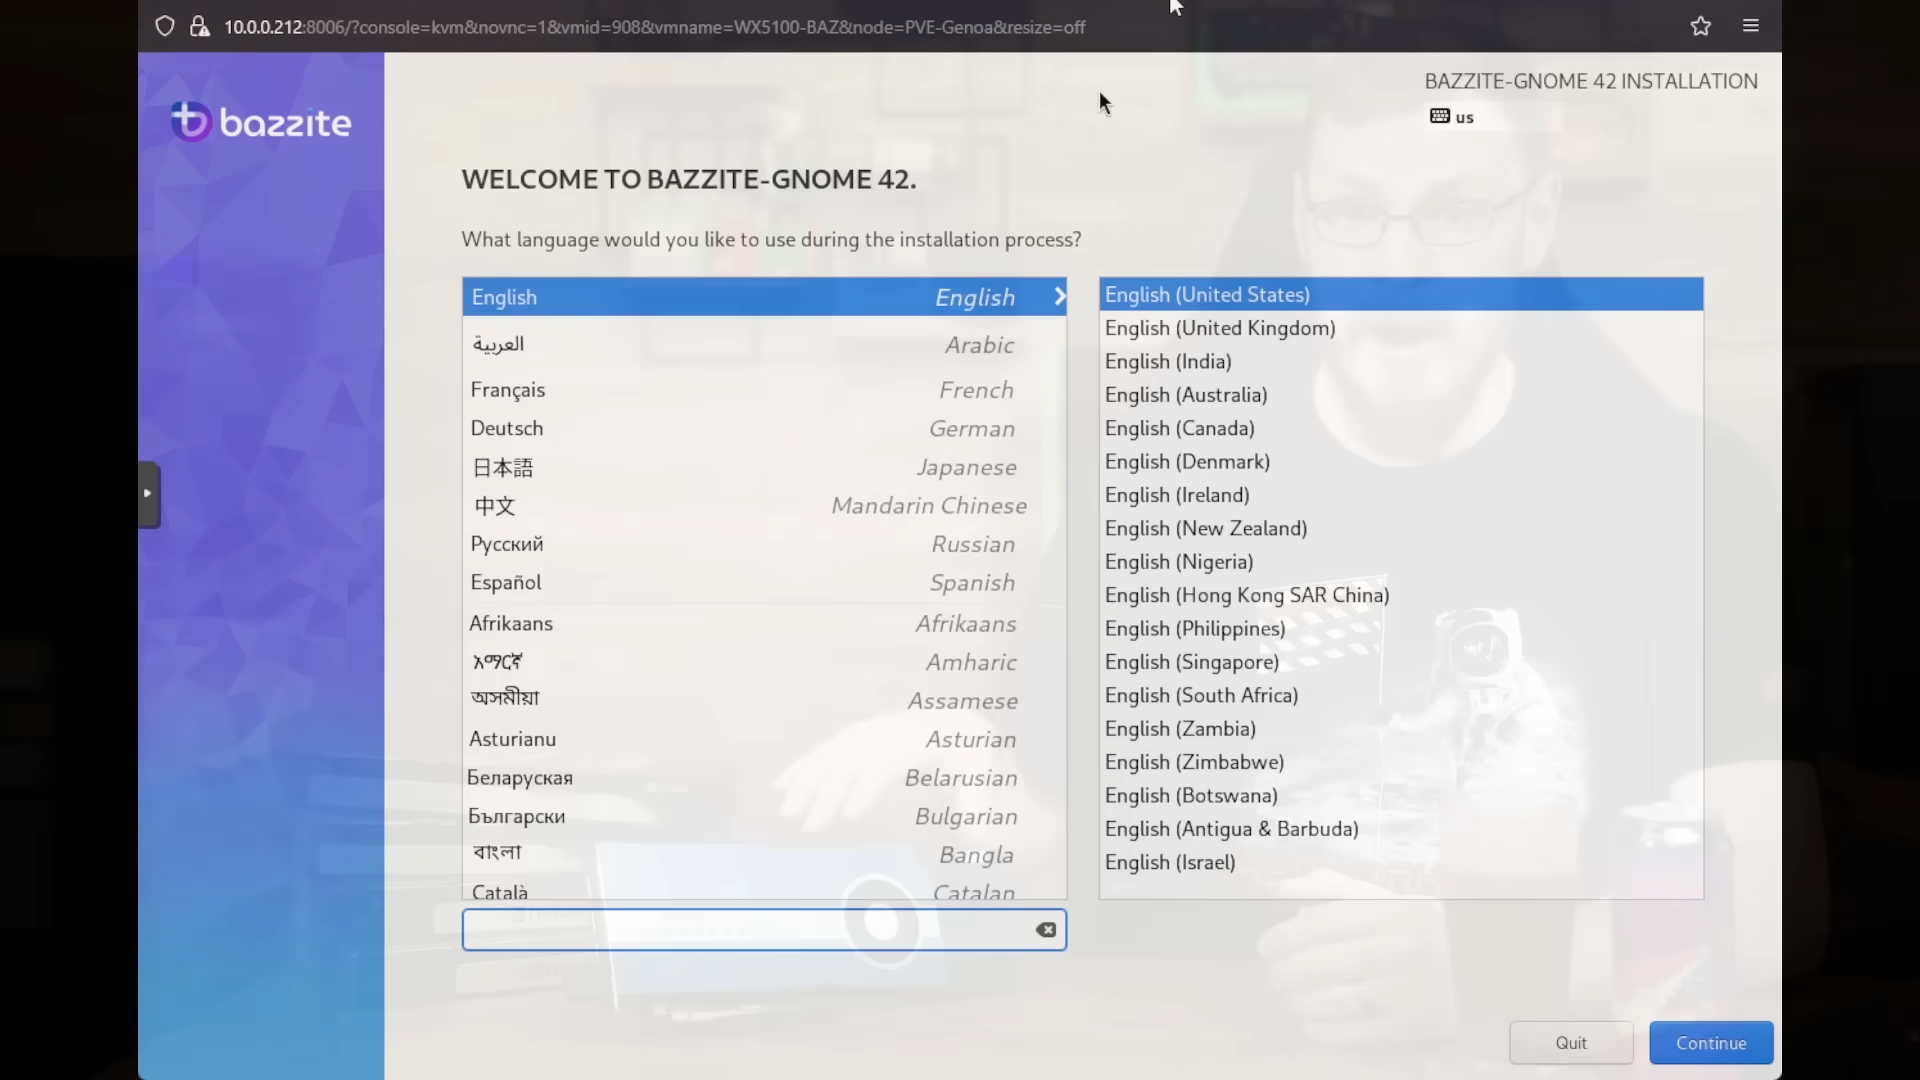 10.0.0.212:8006/?console=kvm&novnc=1&vmid=908&vmname=WX5100-BAZ&node=PVE-Genoa&resize=off
bazzite
BAZZITE-GNOME 42 INSTALLATION
us
WELCOME TO BAZZITE-GNOME 42.
What language would you like to use during the installation process?
English English
العربية Arabic
Français French
Deutsch German
日本語 Japanese
中文 Mandarin Chinese
Русский Russian
Español Spanish
Afrikaans Afrikaans
አማርኛ Amharic
অসমীয়া Assamese
Asturianu Asturian
Беларуская Belarusian
Български Bulgarian
বাংলা Bangla
Català Catalan
English (United States)
English (United Kingdom)
English (India)
English (Australia)
English (Canada)
English (Denmark)
English (Ireland)
English (New Zealand)
English (Nigeria)
English (Hong Kong SAR China)
English (Philippines)
English (Singapore)
English (South Africa)
English (Zambia)
English (Zimbabwe)
English (Botswana)
English (Antigua & Barbuda)
English (Israel)
Quit
Continue